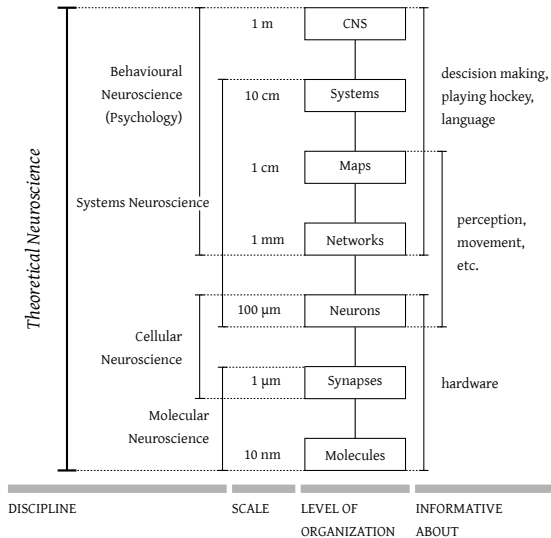 1 m
CNS
Behavioural
Neuroscience
(Psychology)
10 cm
Systems
descision making,
playing hockey,
language
Theoretical Neuroscience
1 cm
Maps
Systems Neuroscience
1 mm
Networks
perception,
movement,
etc.
100 µm
Neurons
Cellular
Neuroscience
1 µm
Synapses
hardware
Molecular
Neuroscience
10 nm
Molecules
DISCIPLINE
SCALE
LEVEL OF
ORGANIZATION
INFORMATIVE
ABOUT